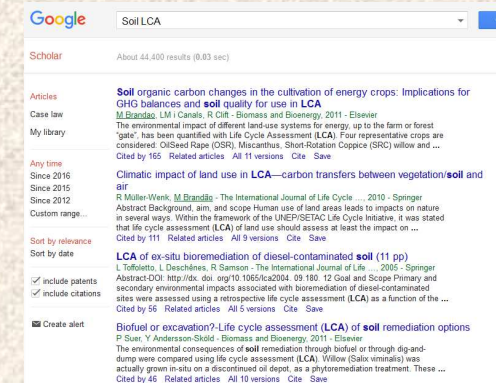 Google
Soil LCA
Scholar
About 44,400 results (0.03 sec)
Articles
Case law
My library
Any time
Since 2016
Since 2015
Since 2012
Custom range...
Sort by relevance
Sort by date
include patents
include citations
Create alert
Soil organic carbon changes in the cultivation of energy crops: Implications for
GHG balances and soil quality for use in LCA
M Brandao, LM i Canals, R Clift - Biomass and Bioenergy, 2011 - Elsevier
The environmental impact of different land-use systems for energy, up to the farm or forest
"gate", has been quantified with Life Cycle Assessment (LCA). Four representative crops are
considered: OilSeed Rape (OSR), Miscanthus, Short-Rotation Coppice (SRC) willow and ...
Cited by 165 Related articles All 11 versions Cite Save
Climatic impact of land use in LCA—carbon transfers between vegetation/soil and
air
R Müller-Wenk, M Brandão - The International Journal of Life Cycle ..., 2010 - Springer
Abstract Background, aim, and scope Human use of land areas leads to impacts on nature
in several ways. Within the framework of the UNEP/SETAC Life Cycle Initiative, it was stated
that life cycle assessment (LCA) of land use should assess at least the impact on ...
Cited by 111 Related articles All 9 versions Cite Save
LCA of ex-situ bioremediation of diesel-contaminated soil (11 pp)
L Toffoletto, L Deschênes, R Samson - The International Journal of Life ..., 2005 - Springer
Abstract-DOI: http://dx. doi. org/10.1065/lca2004. 09.180. 12 Goal and Scope Primary and
secondary environmental impacts associated with bioremediation of diesel-contaminated
sites were assessed using a retrospective life cycle assessment (LCA) as a function of the ...
Cited by 56 Related articles All 5 versions Cite Save
Biofuel or excavation?-Life cycle assessment (LCA) of soil remediation options
P Suer, Y Andersson-Sköld - Biomass and Bioenergy, 2011 - Elsevier
The environmental consequences of soil remediation through biofuel or through dig-and-
dump were compared using life cycle assessment (LCA). Willow (Salix viminalis) was
actually grown in-situ on a discontinued oil depot, as a phytoremediation treatment. These ...
Cited by 46 Related articles All 10 versions Cite Save